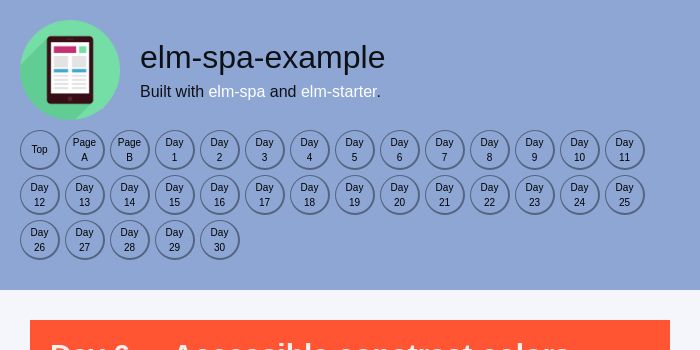 elm-spa-example
Built with elm-spa and elm-starter.
Top Page A Page B Day 1 Day 2 Day 3 Day 4 Day 5 Day 6 Day 7 Day 8 Day 9 Day 10 Day 11
Day 12 Day 13 Day 14 Day 15 Day 16 Day 17 Day 18 Day 19 Day 20 Day 21 Day 22 Day 23 Day 24 Day 25
Day 26 Day 27 Day 28 Day 29 Day 30
Accessible contrast colors